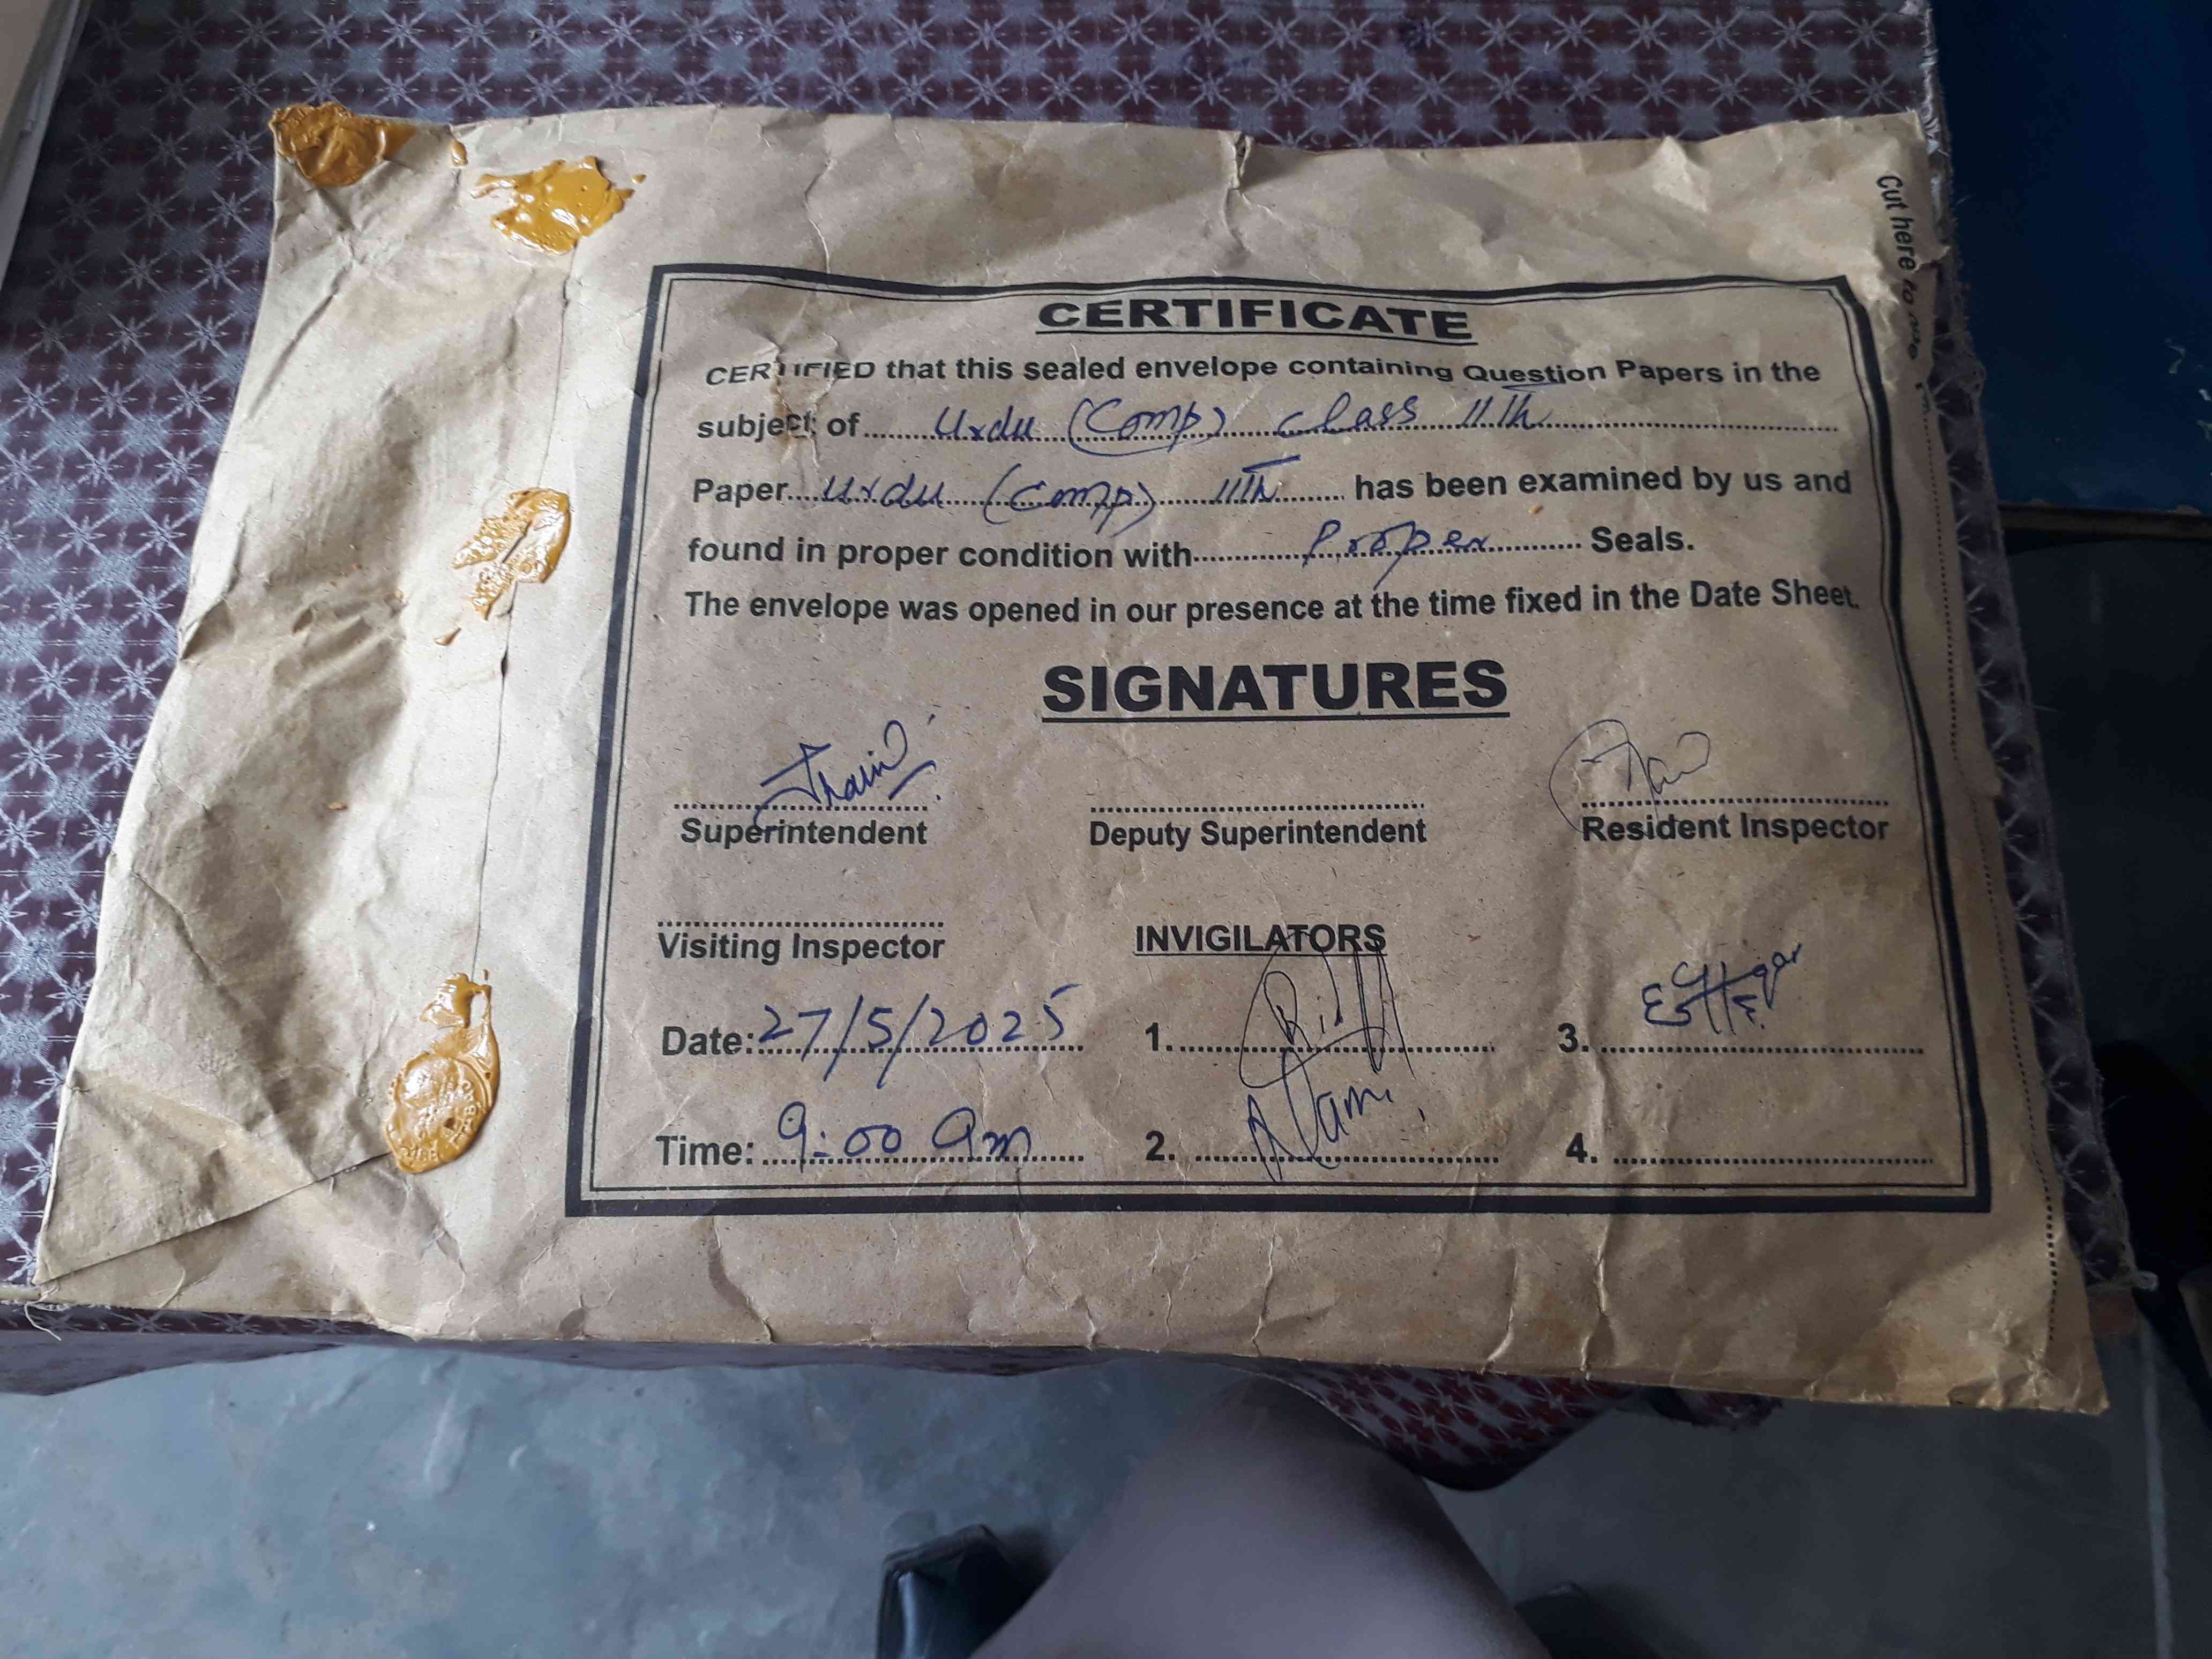 Cut here to
CERTIFICATE
CERTIFIED that this sealed envelope containing Question Papers in the
subject of Urdu (Comp) class 11th
Paper Urdu (Comp) 11th has been examined by us and
found in proper condition with Proper Seals.
The envelope was opened in our presence at the time fixed in the Date Sheet.
SIGNATURES
Superintendent Deputy Superintendent Resident Inspector
Visiting Inspector INVIGILATORS
Date: 27/5/2025 1. 3.
Time: 9:00 am 2. 4.